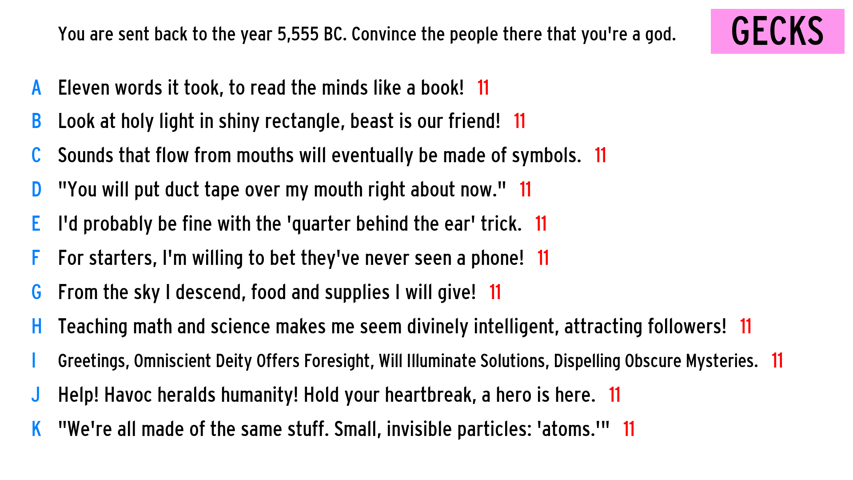 You are sent back to the year 5,555 BC. Convince the people there that you're a god.
GECKS
A Eleven words it took, to read the minds like a book! 11
B Look at holy light in shiny rectangle, beast is our friend! 11
C Sounds that flow from mouths will eventually be made of symbols. 11
D "You will put duct tape over my mouth right about now." 11
E I'd probably be fine with the 'quarter behind the ear' trick. 11
F For starters, I'm willing to bet they've never seen a phone! 11
G From the sky I descend, food and supplies I will give! 11
H Teaching math and science makes me seem divinely intelligent, attracting followers! 11
I Greetings, Omniscient Deity Offers Foresight, Will Illuminate Solutions, Dispelling Obscure Mysteries. 11
J Help! Havoc heralds humanity! Hold your heartbreak, a hero is here. 11
K "We're all made of the same stuff. Small, invisible particles: 'atoms.'" 11